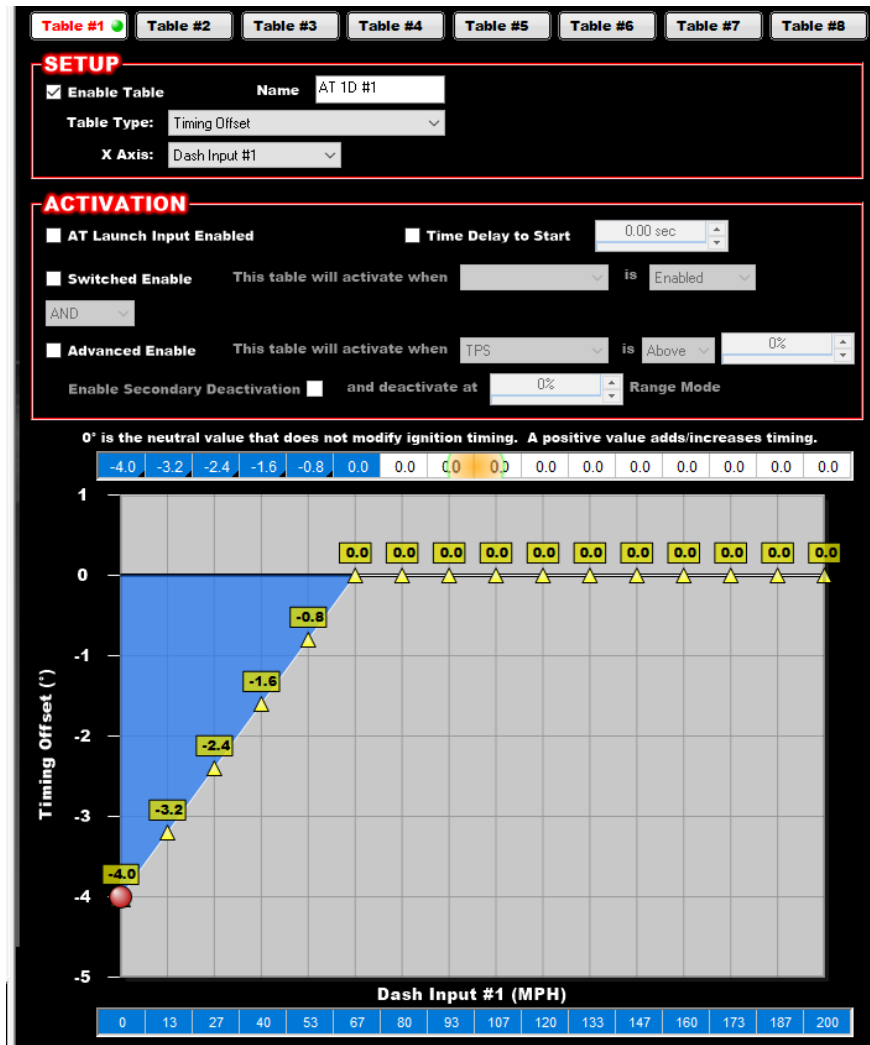 Table #1 Table #2 Table #3 Table #4 Table #5 Table #6 Table #7 Table #8
SETUP
Enable Table Name AT 1D #1
Table Type: Timing Offset
X Axis: Dash Input #1
ACTIVATION
AT Launch Input Enabled Time Delay to Start 0.00 sec
Switched Enable This table will activate when is Enabled
AND
Advanced Enable This table will activate when TPS is Above 0%
Enable Secondary Deactivation and deactivate at 0% Range Mode
0° is the neutral value that does not modify ignition timing. A positive value adds/increases timing.
-4.0 -3.2 -2.4 -1.6 -0.8 0.0 0.0 0.0 0.0 0.0 0.0 0.0 0.0 0.0 0.0 0.0
1
0.0 0.0 0.0 0.0 0.0 0.0 0.0 0.0 0.0 0.0 0.0
0
-0.8
-1
-1.6
-2
-2.4
-3
-3.2
-4.0
-4
-5
Timing Offset (°)
Dash Input #1 (MPH)
0 13 27 40 53 67 80 93 107 120 133 147 160 173 187 200